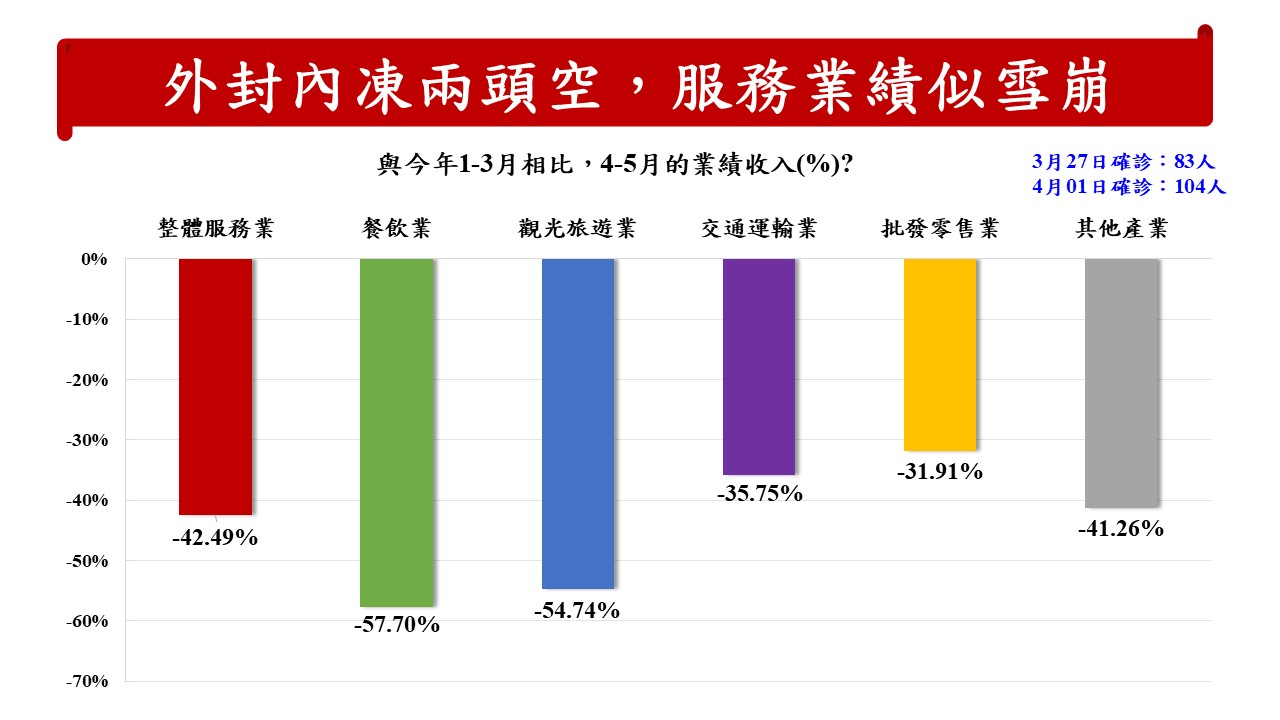 外封內凍兩頭空，服務業績似雪崩
與今年1-3月相比，4-5月的業績收入(%)?
3月27日確診：83人
4月01日確診：104人
整體服務業 餐飲業 觀光旅遊業 交通運輸業 批發零售業 其他產業
0%
-10%
-20%
-30%
-40%
-50%
-60%
-70%
-42.49%
-57.70%
-54.74%
-35.75%
-31.91%
-41.26%